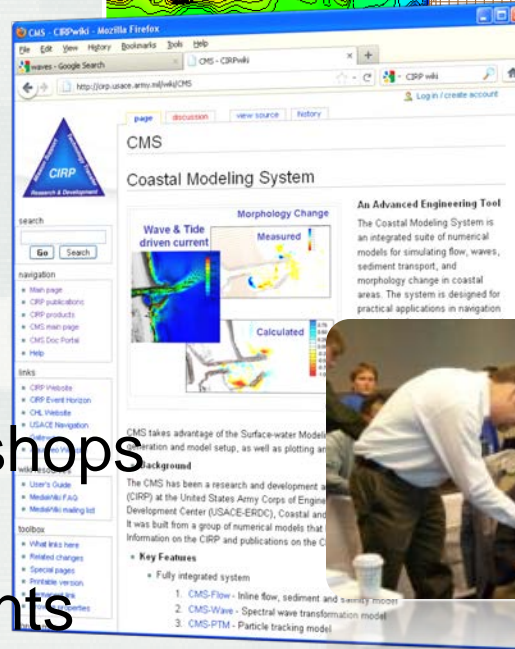 CMS - CIRPwiki - Mozilla Firefox
File Edit View History Bookmarks Tools Help
waves - Google Search
CMS - CIRPwiki
http://cirp.usace.army.mil/wiki/CMS
CIRP wiki
Log in / create account
page discussion view source history
CIRP
Research & Development
CMS
Coastal Modeling System
search
Go Search
navigation
Main page
CIRP publications
CIRP products
CMS main page
CMS Doc Portal
Help
links
CIRP Website
CIRP Event Horizon
CHL Website
USACE Navigation
User's Guide
MediaWiki FAQ
MediaWiki mailing list
toolbox
What links here
Related changes
Special pages
Printable version
Morphology Change
Wave & Tide
driven current
Measured
Calculated
An Advanced Engineering Tool
The Coastal Modeling System is
an integrated suite of numerical
models for simulating flow, waves,
sediment transport, and
morphology change in coastal
areas. The system is designed for
practical applications in navigation
CMS takes advantage of the Surface-water Modeli
generation and model setup, as well as plotting an
Background
The CMS has been a research and development a
(CIRP) at the United States Army Corps of Engine
Development Center (USACE-ERDC), Coastal and
It was built from a group of numerical models that
Information on the CIRP and publications on the C
Key Features
Fully integrated system
1. CMS-Flow - Inline flow, sediment and salinity model
2. CMS-Wave - Spectral wave transformation model
3. CMS-PTM - Particle tracking model
shops
nts